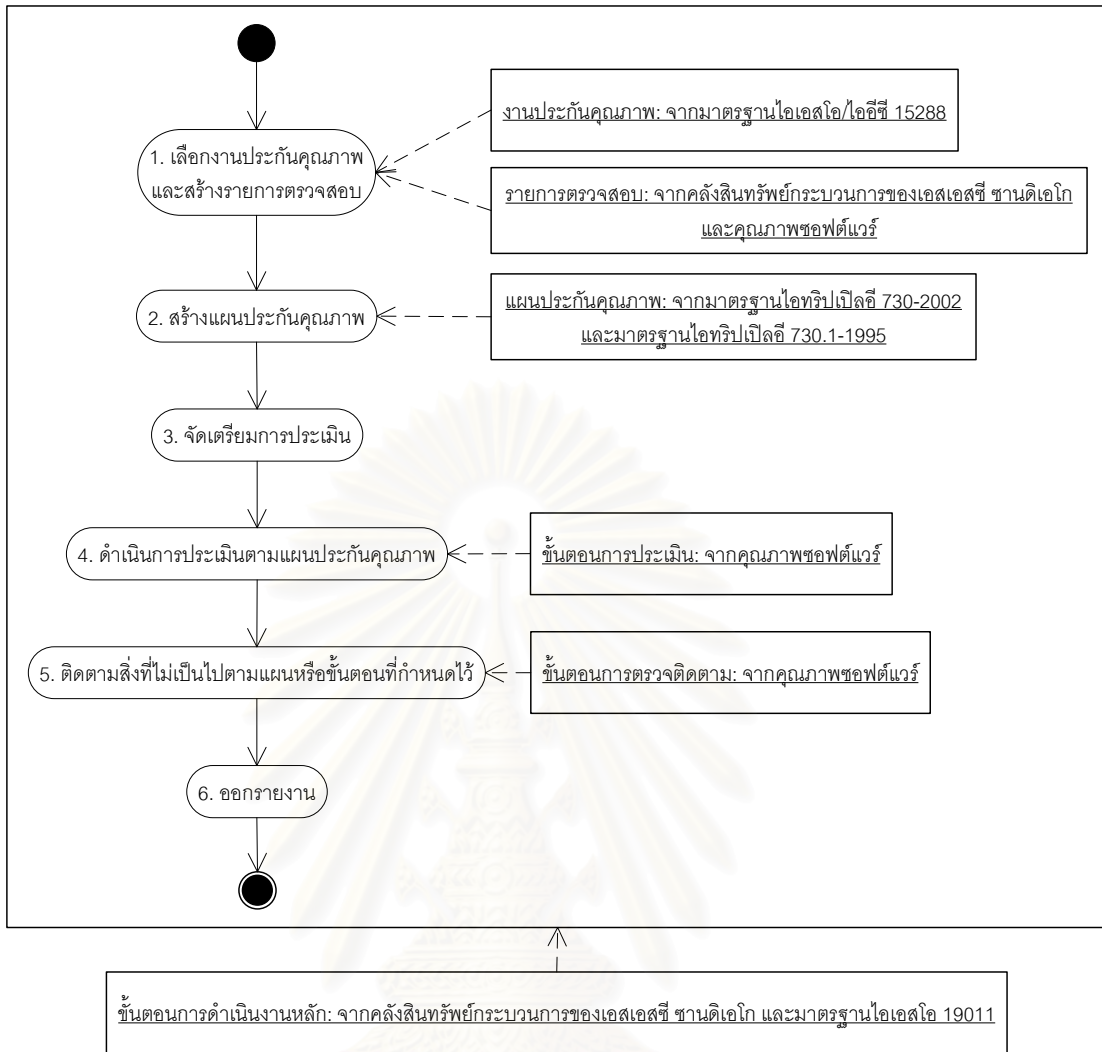 งานประกันคุณภาพ: จากมาตรฐานไอเอสโอ/ไออีซี 15288
1. เลือกงานประกันคุณภาพ
และสร้างรายการตรวจสอบ
รายการตรวจสอบ: จากคลังสินทรัพย์กระบวนการของเอสเอสซี ซานดิเอโก
และคุณภาพซอฟต์แวร์
2. สร้างแผนประกันคุณภาพ
แผนประกันคุณภาพ: จากมาตรฐานไอทริปเปิลอี 730-2002
และมาตรฐานไอทริปเปิลอี 730.1-1995
3. จัดเตรียมการประเมิน
4. ดำเนินการประเมินตามแผนประกันคุณภาพ
ขั้นตอนการประเมิน: จากคุณภาพซอฟต์แวร์
5. ติดตามสิ่งที่ไม่เป็นไปตามแผนหรือขั้นตอนที่กำหนดไว้
ขั้นตอนการตรวจติดตาม: จากคุณภาพซอฟต์แวร์
6. ออกรายงาน
ขั้นตอนการดำเนินงานหลัก: จากคลังสินทรัพย์กระบวนการของเอสเอสซี ซานดิเอโก และมาตรฐานไอเอสโอ 19011